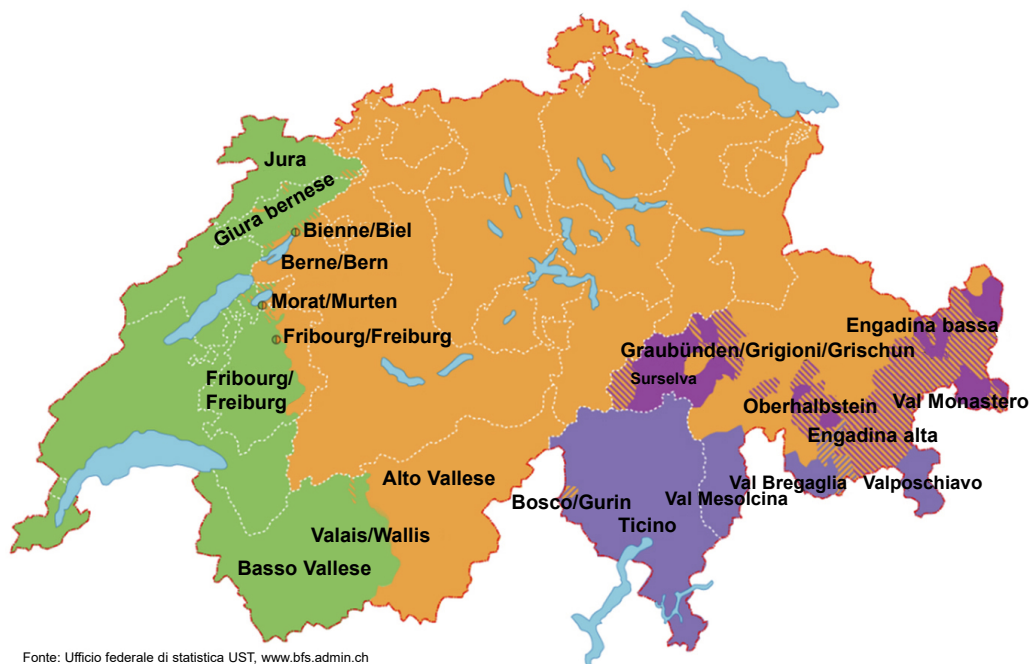 Jura
Giura bernese
Bienne/Biel
Berne/Bern
Morat/Murten
Fribourg/Freiburg
Engadina bassa
Graubünden/Grigioni/Grischun
Surselva
Fribourg/
Freiburg
Val Monastero
Oberhalbstein
Engadina alta
Alto Vallese
Val Bregaglia
Valposchiavo
Bosco/Gurin
Val Mesolcina
Ticino
Valais/Wallis
Basso Vallese
Fonte: Ufficio federale di statistica UST, www.bfs.admin.ch